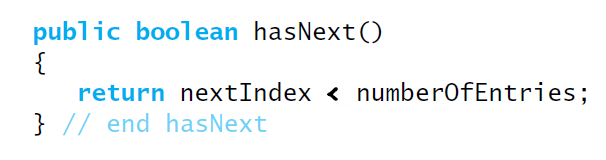 public boolean hasNext()
{
   return nextIndex < numberOfEntries;
} // end hasNext